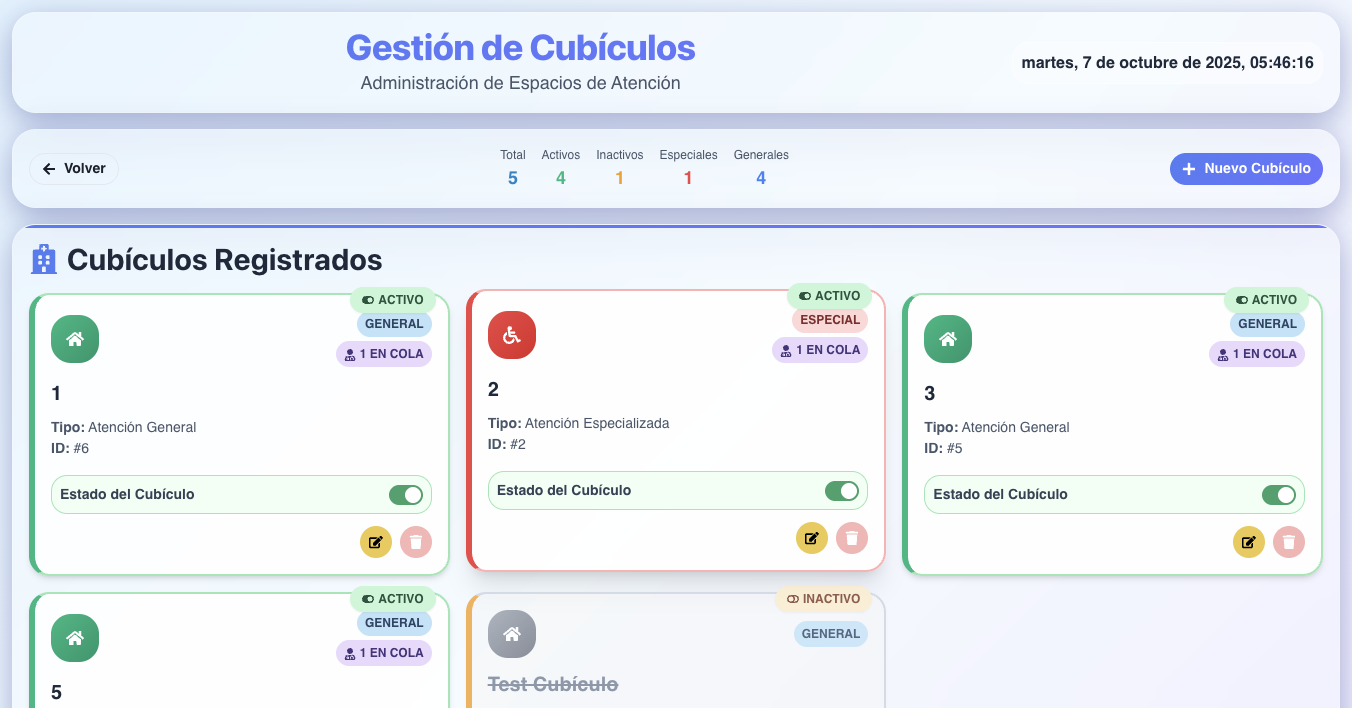 Gestión de Cubículos
Administración de Espacios de Atención
martes, 7 de octubre de 2025, 05:46:16
Volver
Total Activos Inactivos Especiales Generales
5 4 1 1 4
Nuevo Cubículo
Cubículos Registrados
ACTIVO
GENERAL
1 EN COLA
1
Tipo: Atención General
ID: #6
Estado del Cubículo
ACTIVO
ESPECIAL
1 EN COLA
2
Tipo: Atención Especializada
ID: #2
Estado del Cubículo
ACTIVO
GENERAL
1 EN COLA
3
Tipo: Atención General
ID: #5
Estado del Cubículo
ACTIVO
GENERAL
1 EN COLA
5
INACTIVO
GENERAL
Test Cubículo